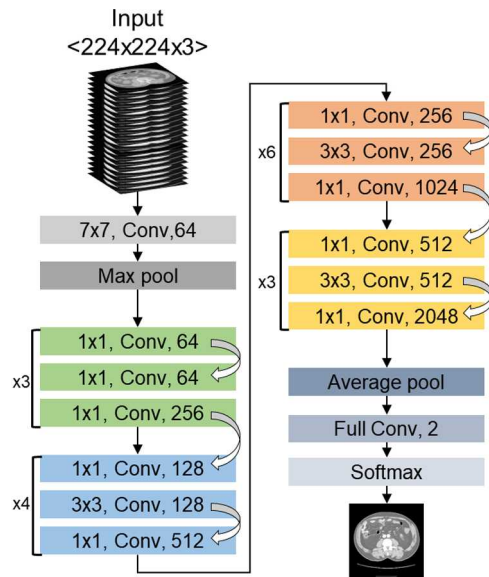 Input
<224x224x3>
7x7, Conv,64
Max pool
x3
1x1, Conv, 64
1x1, Conv, 64
1x1, Conv, 256
x4
1x1, Conv, 128
3x3, Conv, 128
1x1, Conv, 512
x6
1x1, Conv, 256
3x3, Conv, 256
1x1, Conv, 1024
x3
1x1, Conv, 512
3x3, Conv, 512
1x1, Conv, 2048
Average pool
Full Conv, 2
Softmax